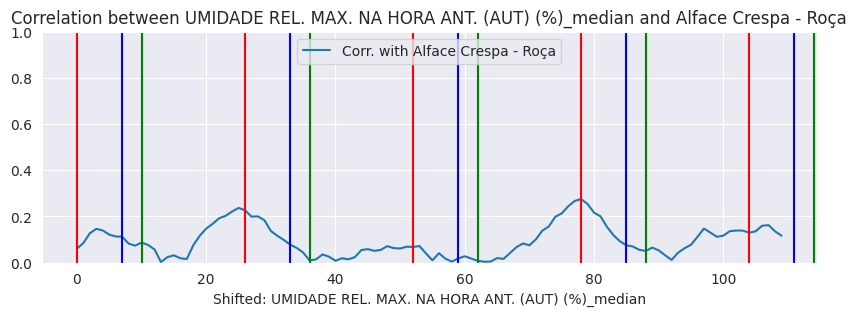 Correlation between UMIDADE REL. MAX. NA HORA ANT. (AUT) (%)_median and Alface Crespa - Roça
1.0
Corr. with Alface Crespa - Roça
0.8
0.6
0.4
0.2
0.0
0 20 40 60 80 100
Shifted: UMIDADE REL. MAX. NA HORA ANT. (AUT) (%)_median